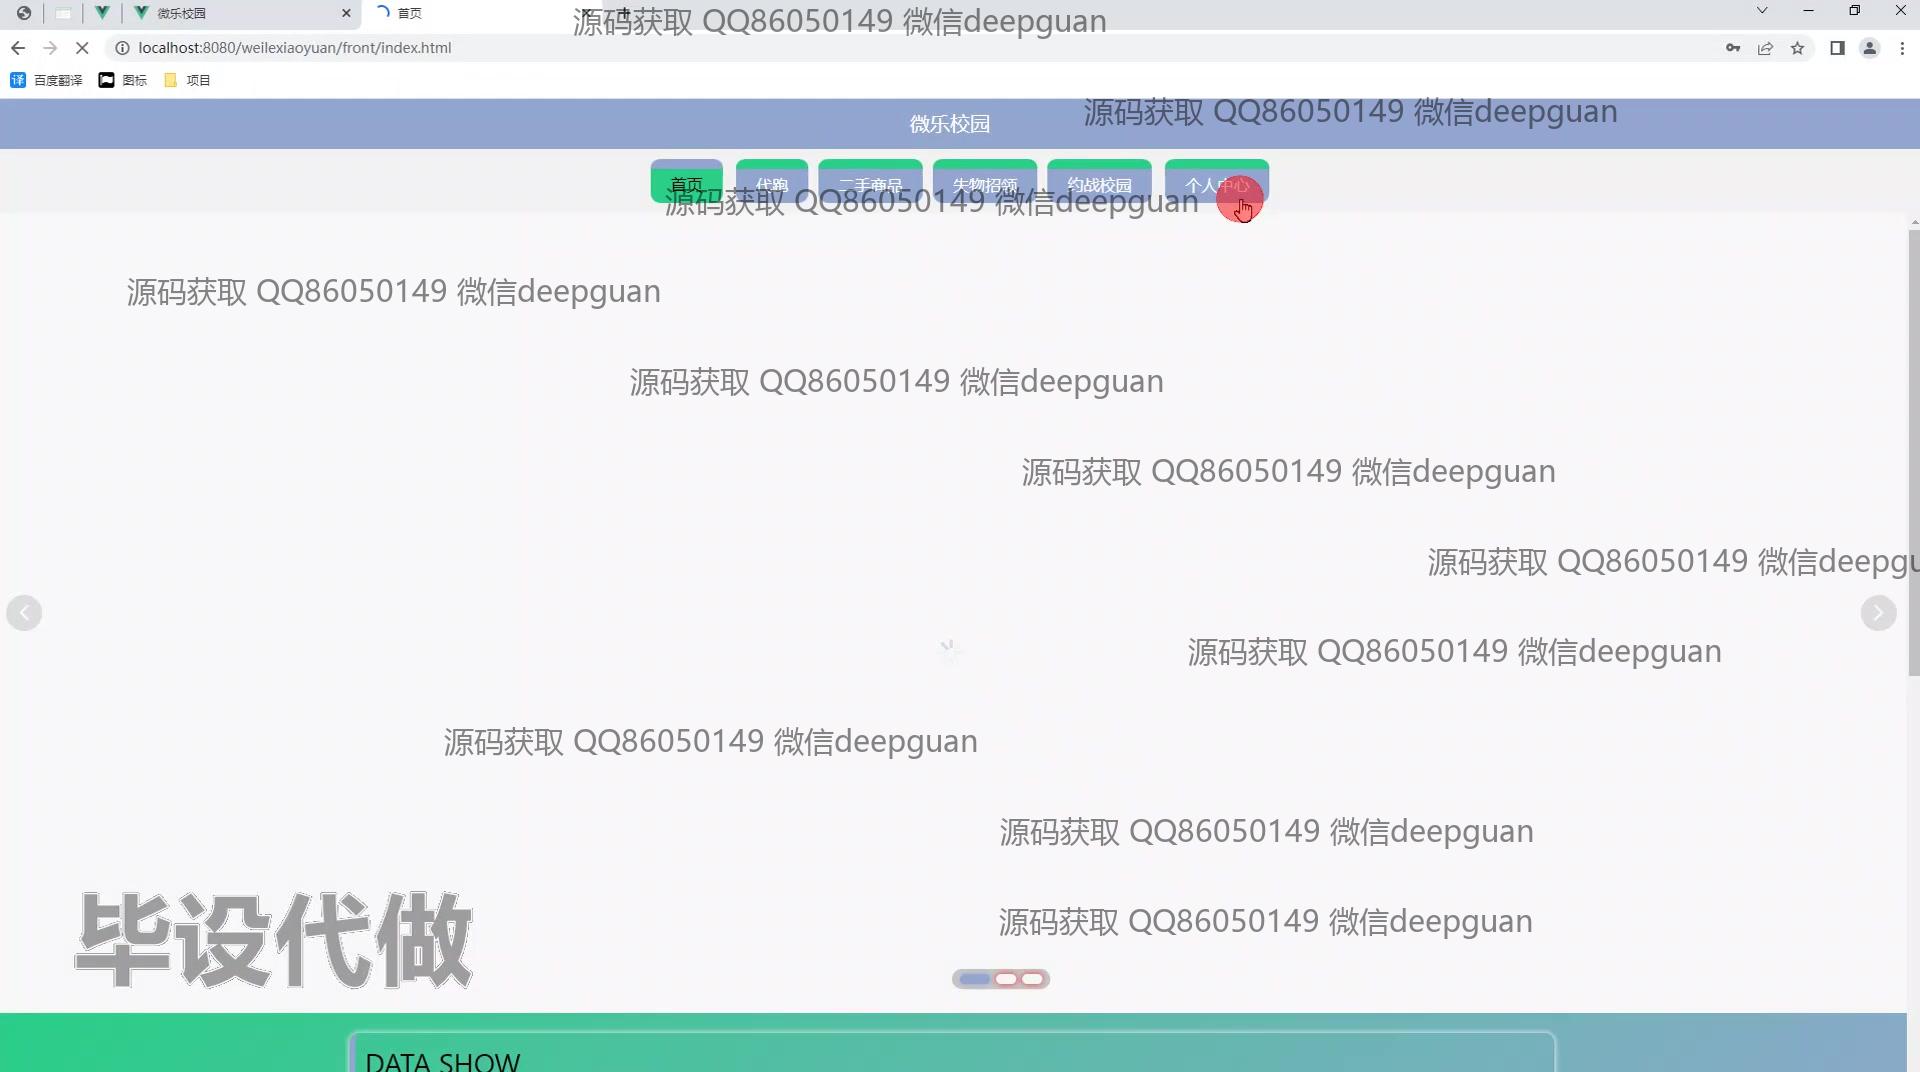 微乐校园
首页
源码获取 QQ86050149 微信deepguan
localhost:8080/weilexiaoyuan/front/index.html
百度翻译
图标
项目
源码获取 QQ86050149 微信deepguan
微乐校园
首页
代跑
二手商品
失物招领
约战校园
个人中心
源码获取 QQ86050149 微信deepguan
源码获取 QQ86050149 微信deepguan
源码获取 QQ86050149 微信deepguan
源码获取 QQ86050149 微信deepguan
源码获取 QQ86050149 微信deepgu
源码获取 QQ86050149 微信deepguan
源码获取 QQ86050149 微信deepguan
源码获取 QQ86050149 微信deepguan
源码获取 QQ86050149 微信deepguan
毕设代做
DATA SHOW